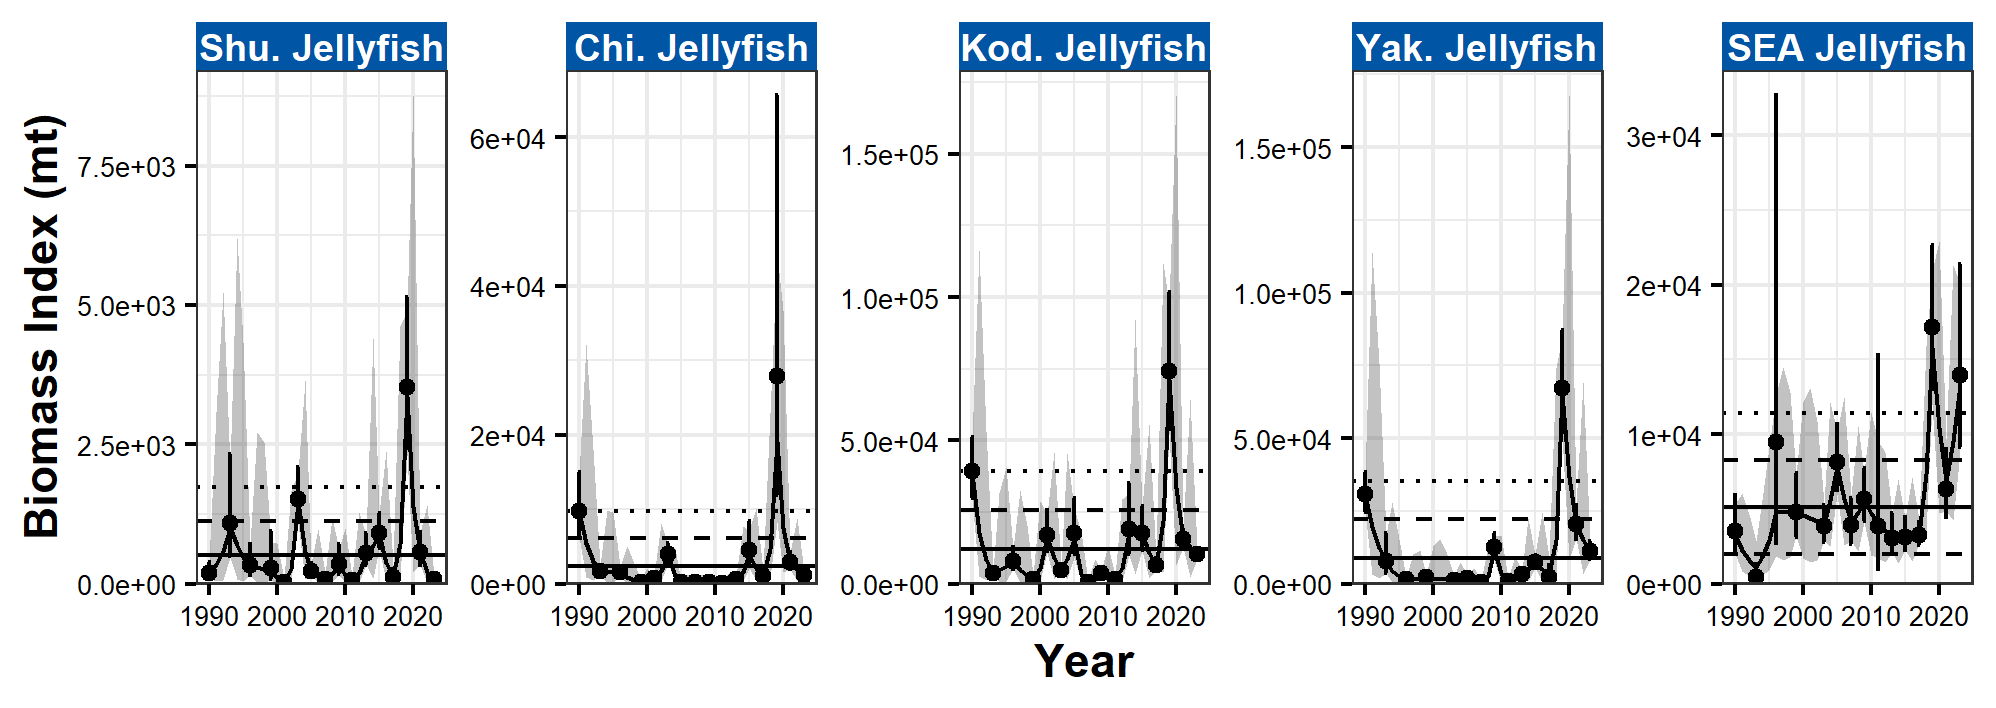 Shu. Jellyfish
Chi. Jellyfish
Kod. Jellyfish
Yak. Jellyfish
SEA Jellyfish
Biomass Index (mt)
7.5e+03
5.0e+03
2.5e+03
0.0e+00
6e+04
4e+04
2e+04
0e+00
1.5e+05
1.0e+05
5.0e+04
0.0e+00
1.5e+05
1.0e+05
5.0e+04
0.0e+00
3e+04
2e+04
1e+04
0e+00
1990 2000 2010 2020
1990 2000 2010 2020
1990 2000 2010 2020
1990 2000 2010 2020
1990 2000 2010 2020
Year